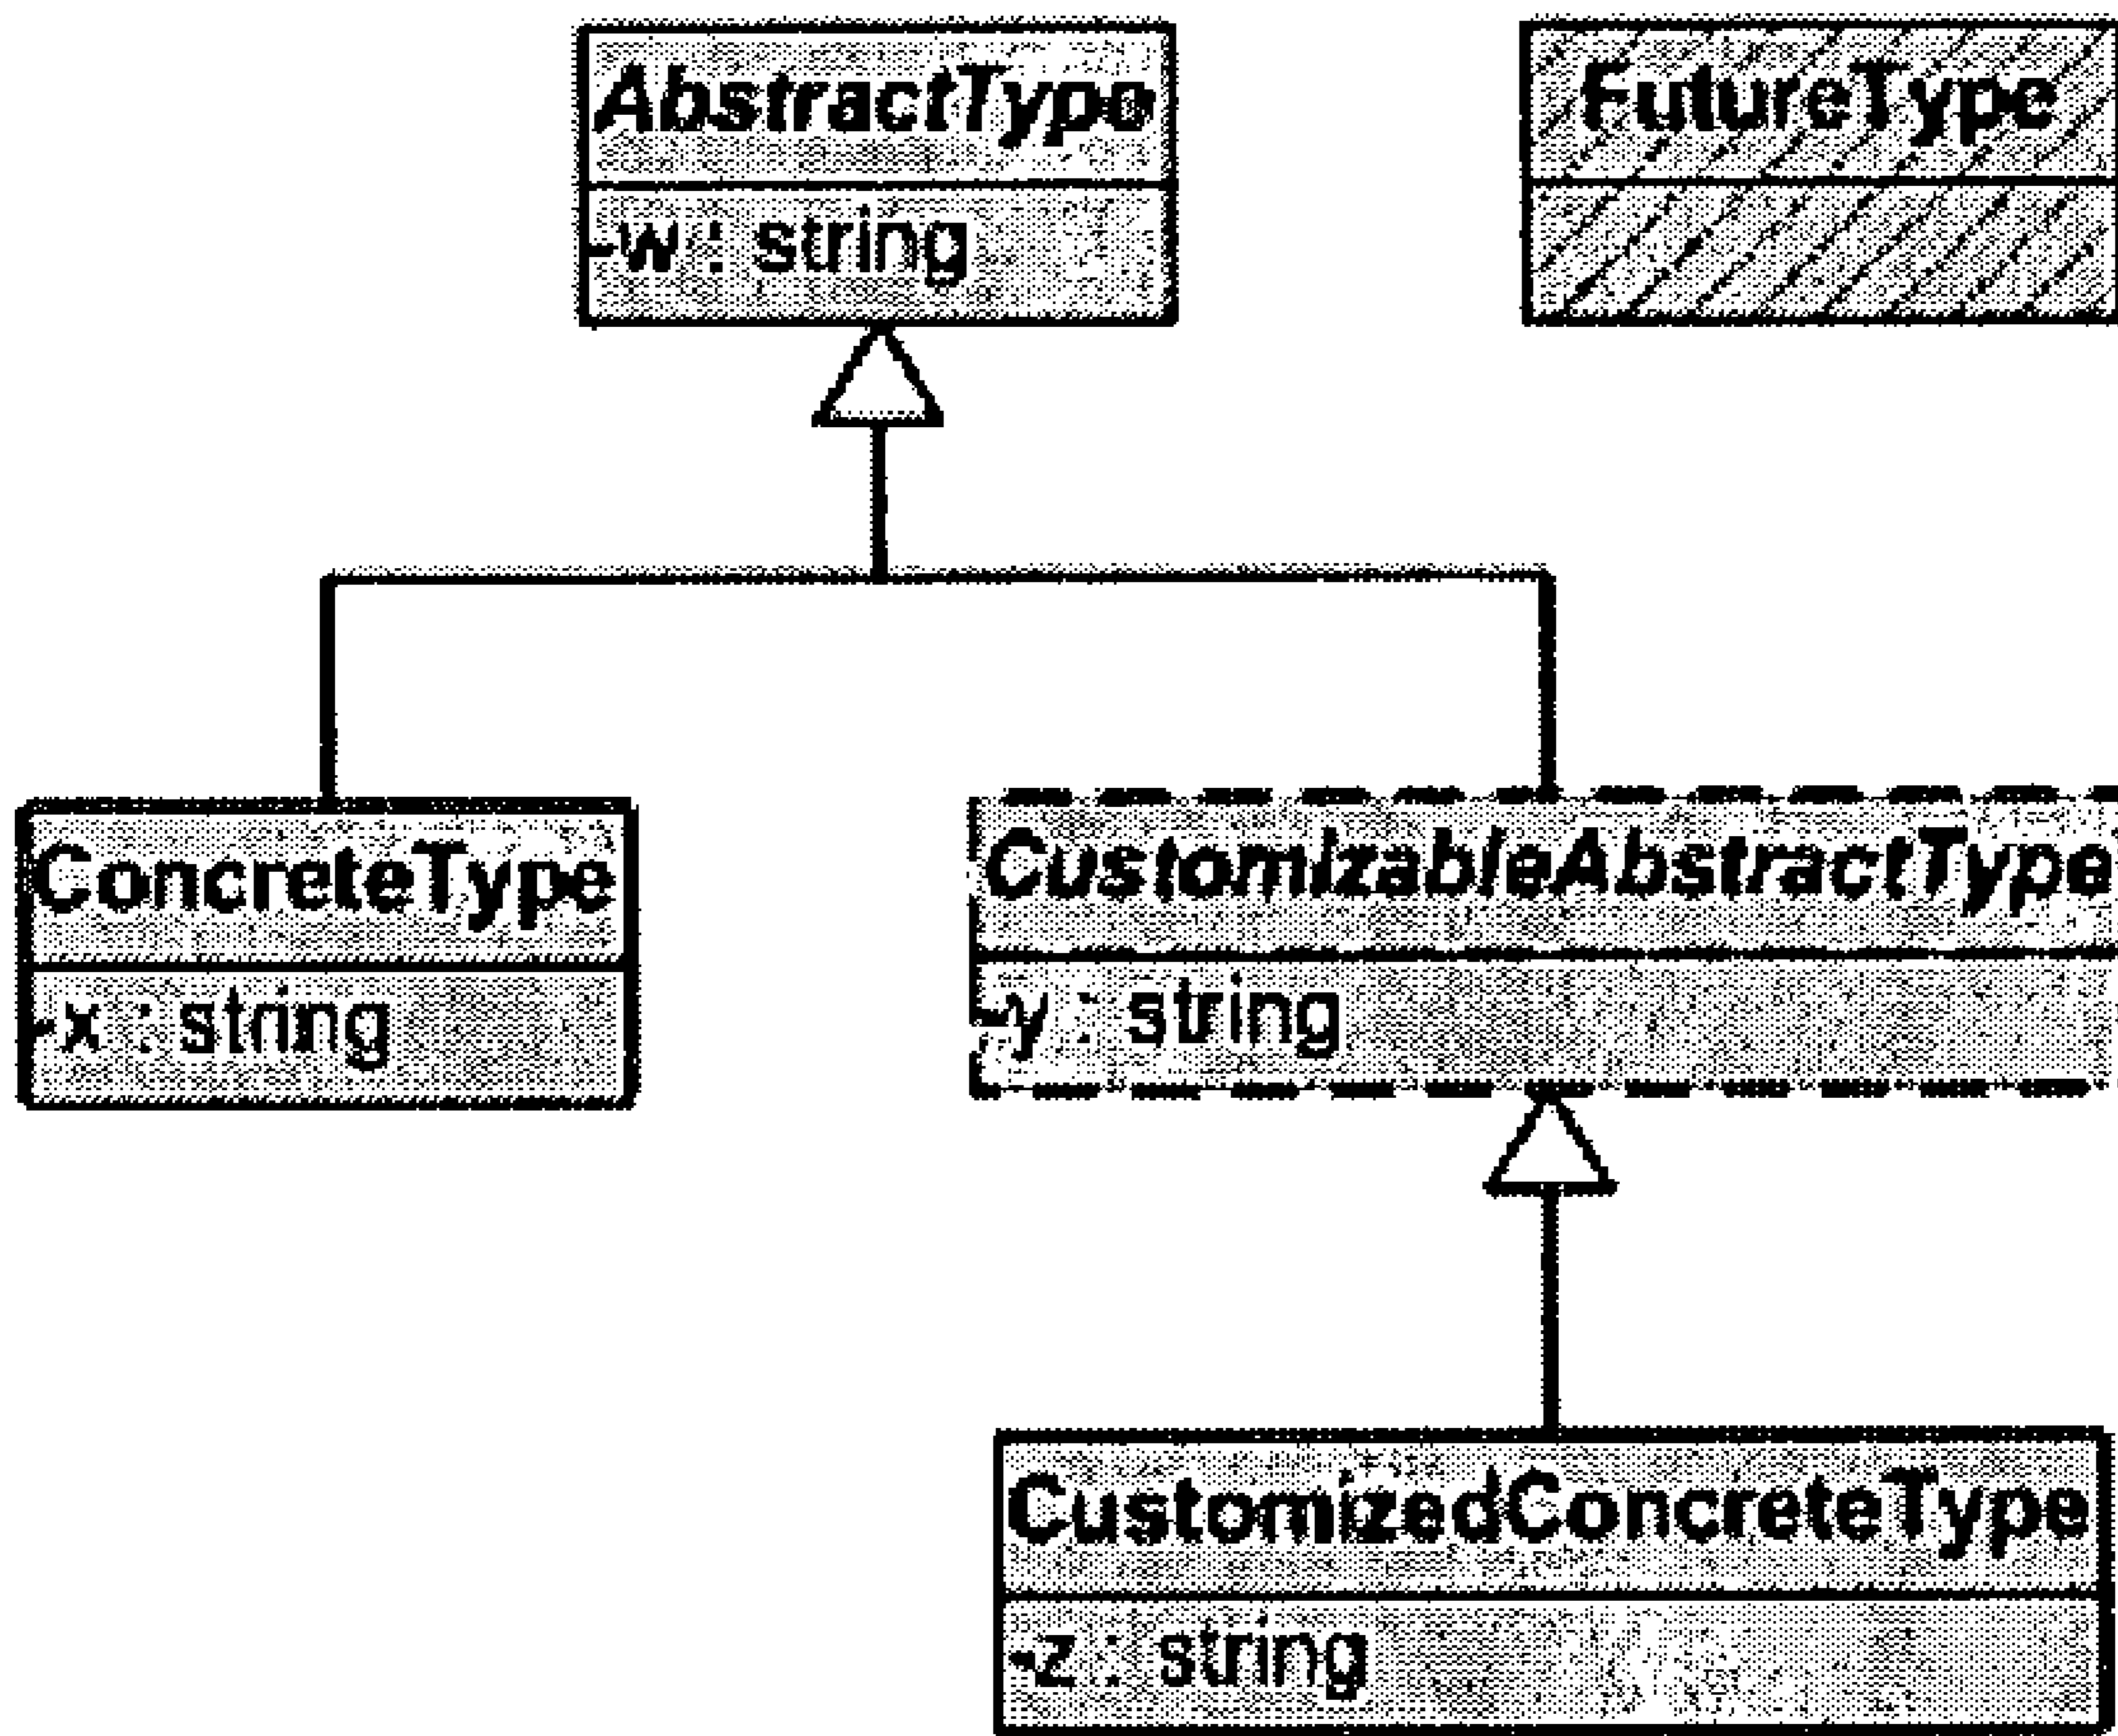 AbstractType
-w : string
FutureType
ConcreteType
-x : string
CustomizableAbstractType
-y : string
CustomizedConcreteType
-z : string